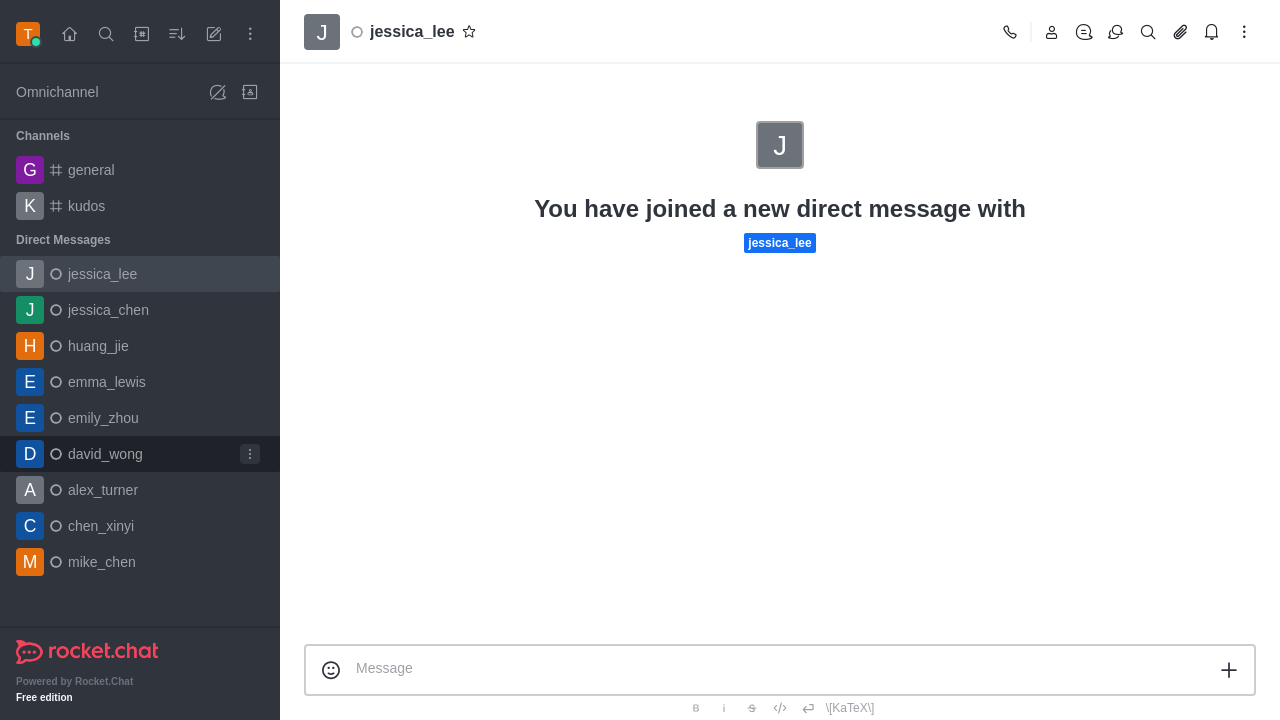 T
J
jessica_lee
Omnichannel
Channels
G general
K kudos
Direct Messages
J jessica_lee
J jessica_chen
H huang_jie
E emma_lewis
E emily_zhou
D david_wong
A alex_turner
C chen_xinyi
M mike_chen
rocket.chat
Powered by Rocket.Chat
Free edition
J
You have joined a new direct message with
jessica_lee
Message
B i S \[KaTeX\]